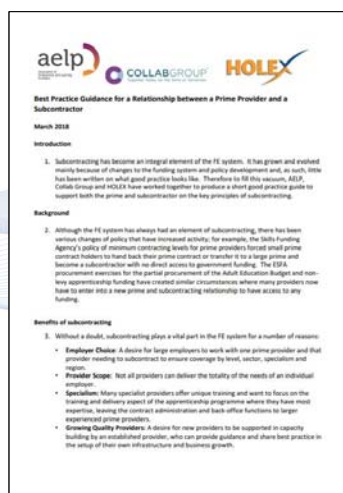 aelp
COLLABGROUP
HOLEX
Best Practice Guidance for a Relationship between a Prime Provider and a
Subcontractor
March 2018
Introduction
1. Subcontracting has become an integral element of the FE system. It has grown and evolved
mainly because of changes to the funding system and policy development and, as such, little
has been written on what good practice looks like. Therefore to fill this vacuum, AELP,
Collab Group and HOLEX have worked together to produce a short good practice guide to
support both the prime and subcontractor on the key principles of subcontracting.
Background
2. Although the FE system has always had an element of subcontracting, there has been
various changes of policy that have increased activity; for example, the Skills Funding
Agency's policy of minimum contracting levels for prime providers forced small prime
contract holders to hand back their prime contract or transfer it to a large prime and
become a subcontractor with no direct access to government funding. The ESFA
procurement exercises for the partial procurement of the Adult Education Budget and non-
levy apprenticeship funding have created similar circumstances where many providers now
have to enter into a new prime and subcontracting relationship to have access to any
funding.
Benefits of subcontracting
3. Without a doubt, subcontracting plays a vital part in the FE system for a number of reasons:
• Employer Choice: A desire for large employers to work with one prime provider and that
provider needing to subcontract to ensure coverage by level, sector, specialism and
region.
• Provider Scope: Not all providers can deliver the totality of the needs of an individual
employer.
• Specialism: Many specialist providers offer unique training and want to focus on the
training and delivery aspect of the apprenticeship programme where they have most
expertise, leaving the contract administration and back office functions to larger
experienced prime providers.
• Growing Quality Providers: A desire for new providers to be supported in capacity
building by an established provider, who can provide guidance and share best practice in
the setup of their own infrastructure and business growth.